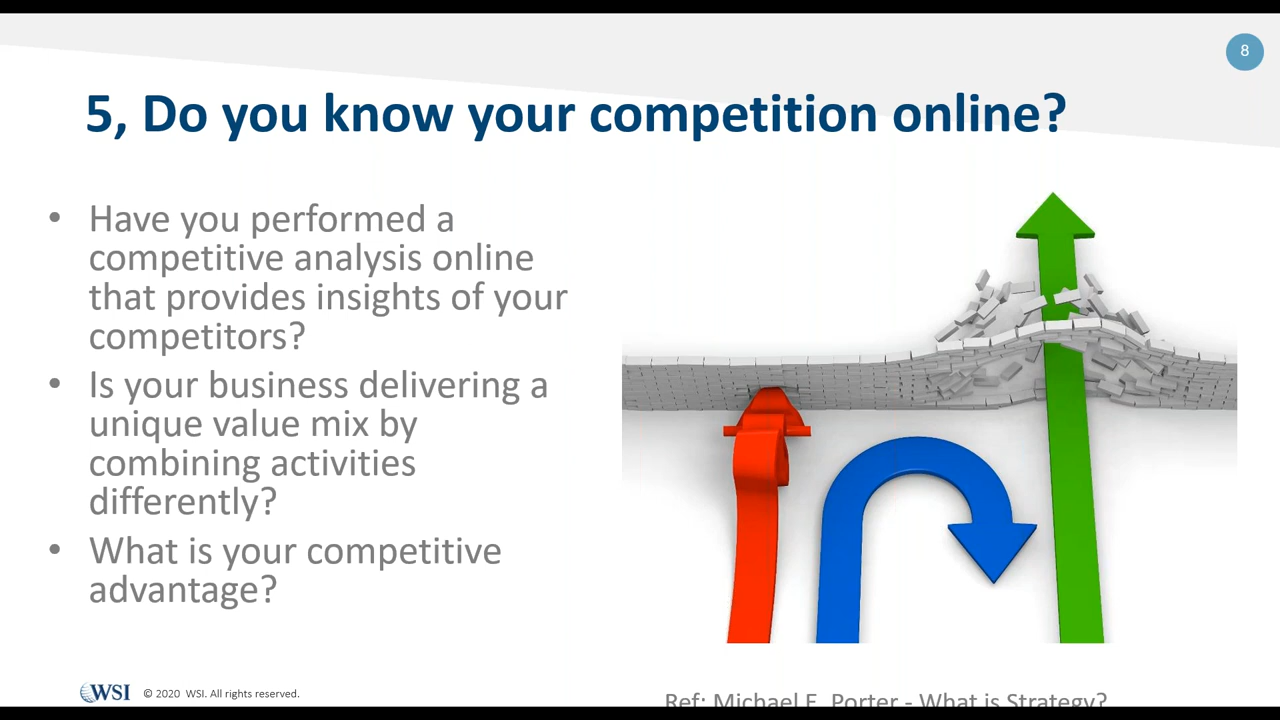 8
5, Do you know your competition online?
• Have you performed a
competitive analysis online
that provides insights of your
competitors?
• Is your business delivering a
unique value mix by
combining activities
differently?
• What is your competitive
advantage?
WSI © 2020 WSI. All rights reserved.
Ref: Michael E. Porter - What is Strategy?